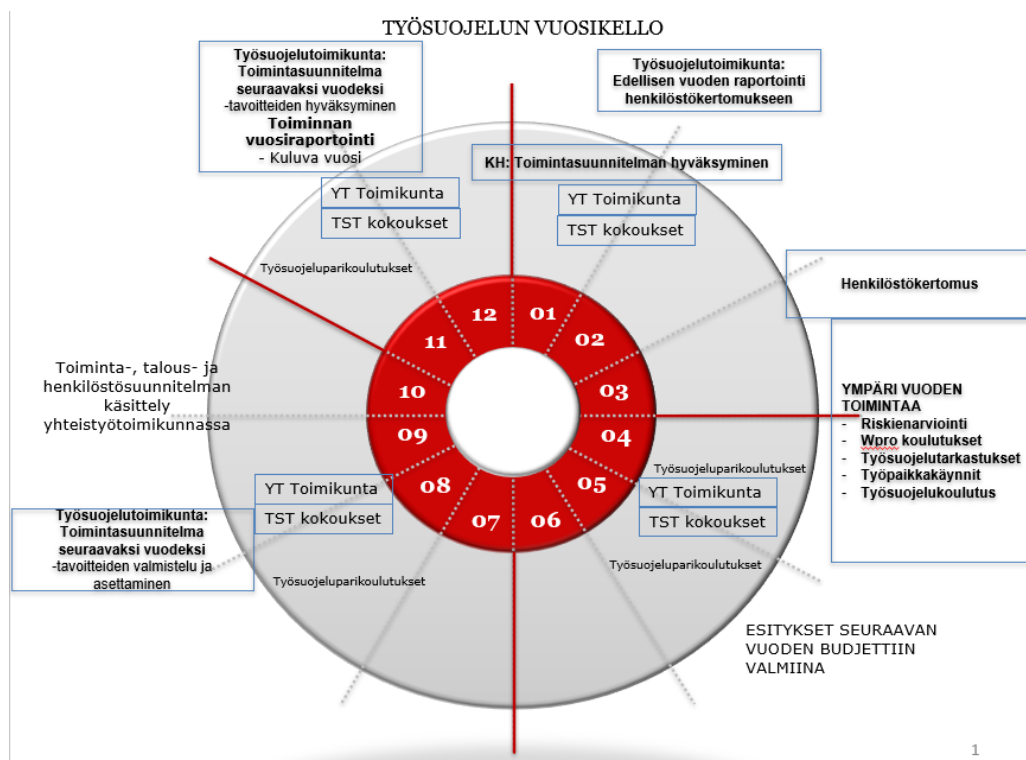 TYÖSUOJELUN VUOSIKELLO
Työsuojelutoimikunta:
Toimintasuunnitelma
seuraavaksi vuodeksi
-tavoitteiden hyväksyminen
Toiminnan
vuosiraportointi
- Kuluva vuosi
Työsuojelutoimikunta:
Edellisen vuoden raportointi
henkilöstökertomukseen
KH: Toimintasuunnitelman hyväksyminen
YT Toimikunta
TST kokoukset
YT Toimikunta
TST kokoukset
Työsuojeluparikoulutukset
Henkilöstökertomus
12
01
11
02
10
03
09
04
08
05
07
06
Toiminta-, talous- ja
henkilöstösuunnitelman
käsittely
yhteistyötoimikunnassa
YMPÄRI VUODEN
TOIMINTAA
- Riskienarviointi
- Wpro koulutukset
- Työsuojelutarkastukset
- Työpaikkakäynnit
- Työsuojelukoulutus
Työsuojeluparikoulutukset
YT Toimikunta
TST kokoukset
YT Toimikunta
TST kokoukset
Työsuojelutoimikunta:
Toimintasuunnitelma
seuraavaksi vuodeksi
-tavoitteiden valmistelu ja
asettaminen
Työsuojeluparikoulutukset
Työsuojeluparikoulutukset
ESITYKSET SEURAAVAN
VUODEN BUDJETTIIN
VALMIINA
1